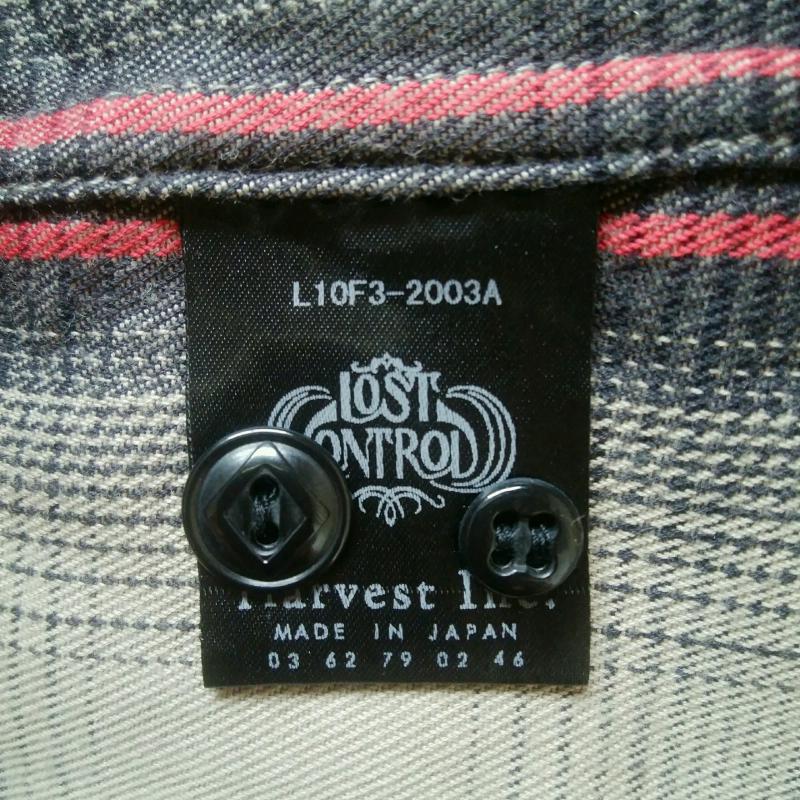 L10F3-2003A
LOST
CONTROL
Harvest Inc.
MADE IN JAPAN
03 62 79 02 46